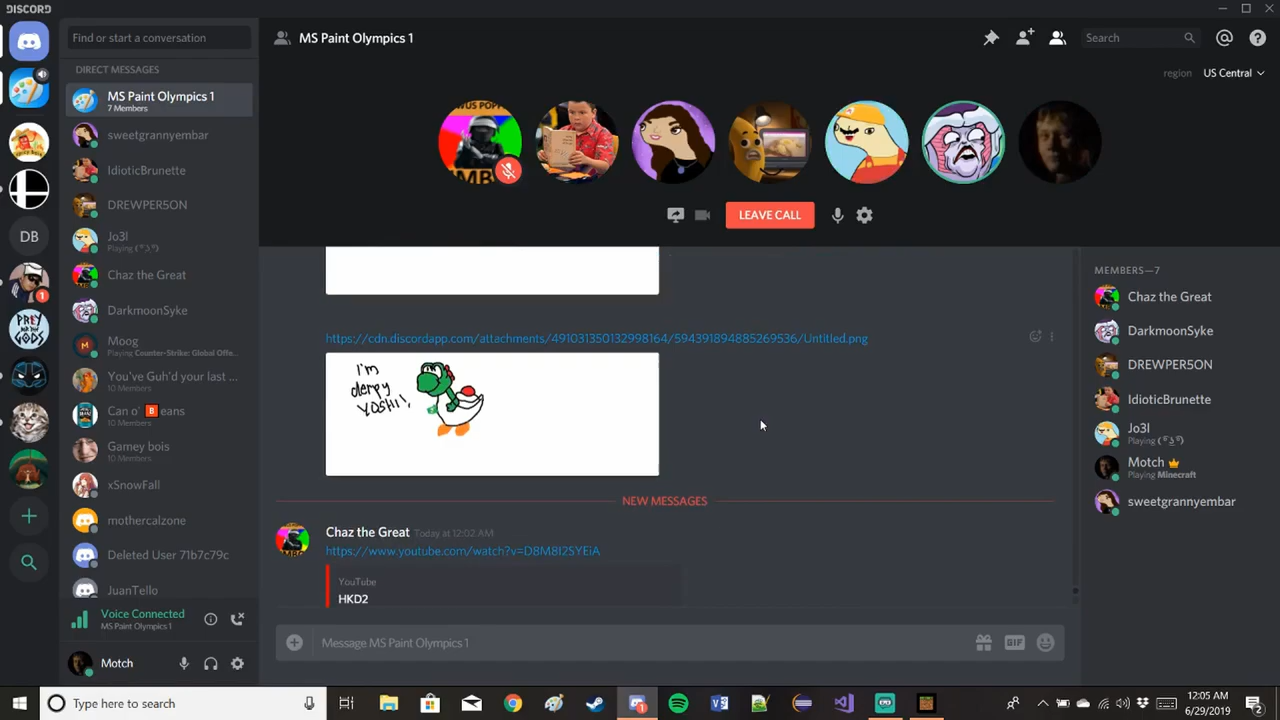 DISCORD
Find or start a conversation
MS Paint Olympics 1
Search
region US Central
DIRECT MESSAGES
MS Paint Olympics 1
7 Members
sweetgrannyembar
IdioticBrunette
DREWPER5ON
Jo3l
Playing ( ͡° ͜ʖ ͡°)
Chaz the Great
DarkmoonSyke
Moog
Playing Counter-Strike: Global Offe...
You've Guh'd your last ...
10 Members
Can o' B eans
10 Members
Gamey bois
10 Members
xSnowFall
mothercalzone
Deleted User 71b7c79c
JuanTello
DB
1
Voice Connected
MS Paint Olympics 1
Motch
LEAVE CALL
https://cdn.discordapp.com/attachments/491031350132998164/594391894885269536/Untitled.png
I'm
derpy
YOSHI!
NEW MESSAGES
Chaz the Great Today at 12:02 AM
https://www.youtube.com/watch?v=D8M8I2SYEiA
YouTube
HKD2
Message MS Paint Olympics 1
GIF
MEMBERS—7
Chaz the Great
DarkmoonSyke
DREWPER5ON
IdioticBrunette
Jo3l
Playing ( ͡° ͜ʖ ͡°)
Motch
Playing Minecraft
sweetgrannyembar
Type here to search
12:05 AM
6/29/2019
2